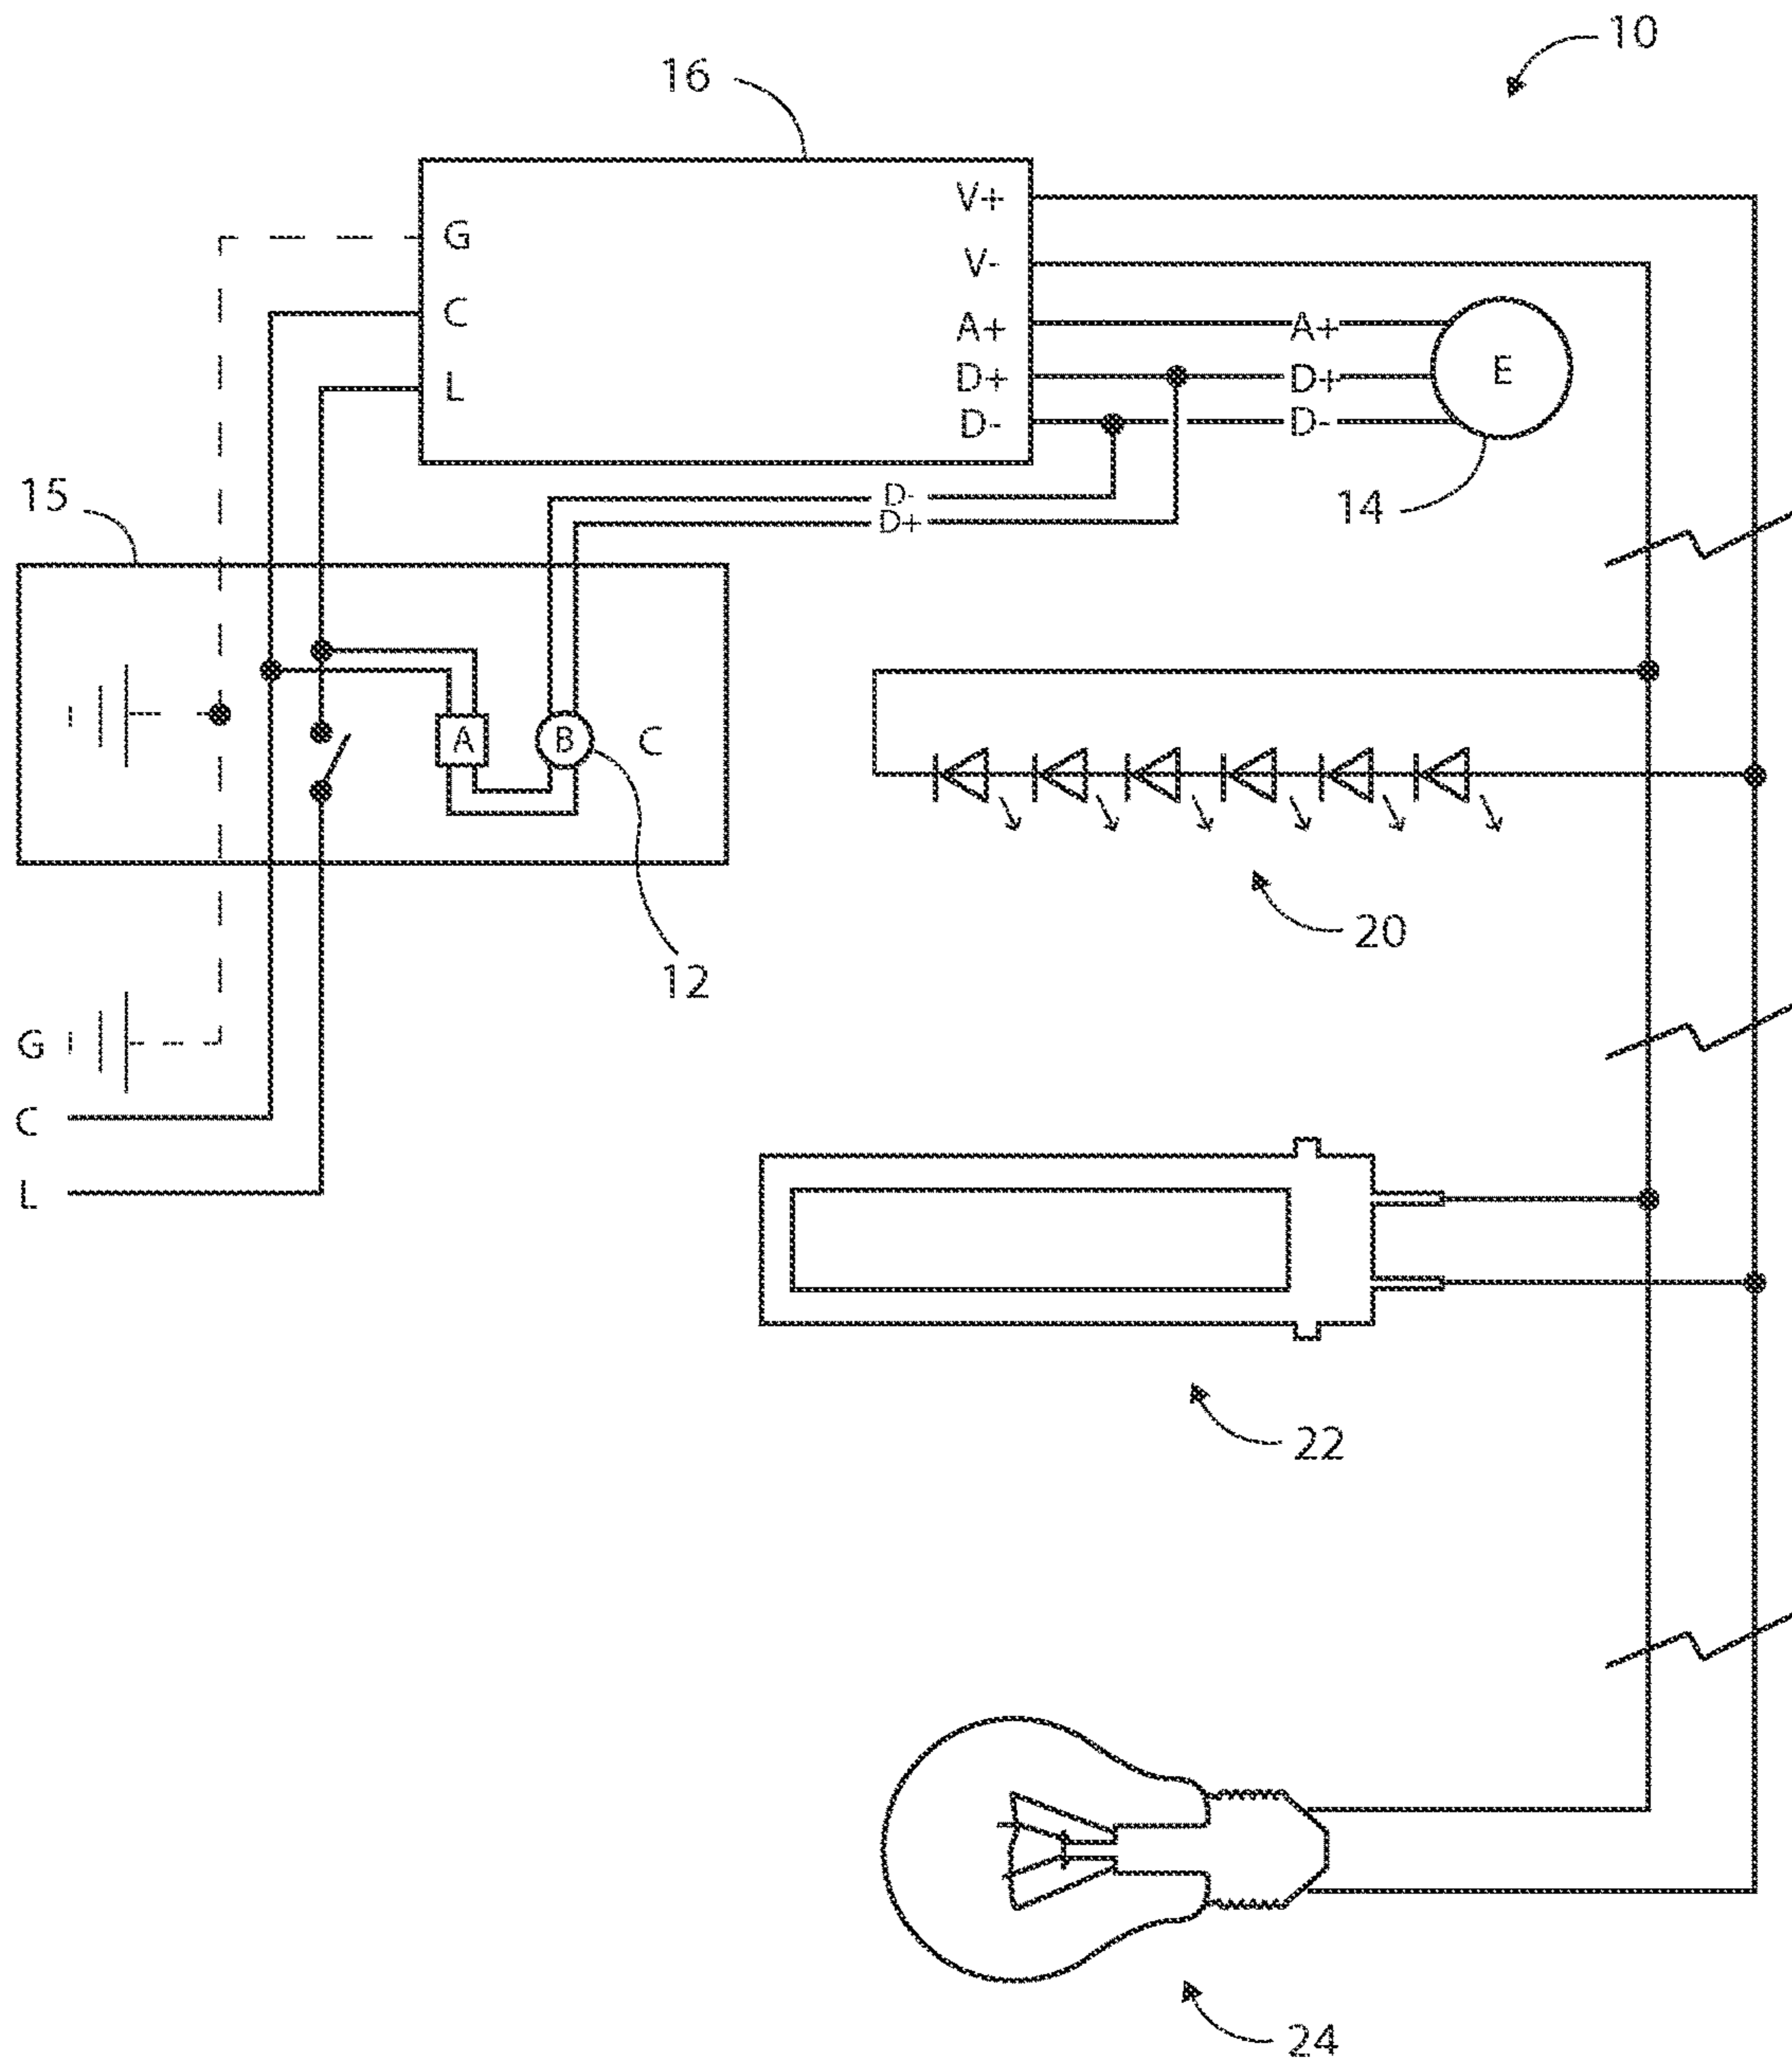 10
16
V+
G
V-
C
A+ A+
E
L
D+ D+
D- D-
15
D-
D+
14
A B C
20
12
G
C
L
22
24